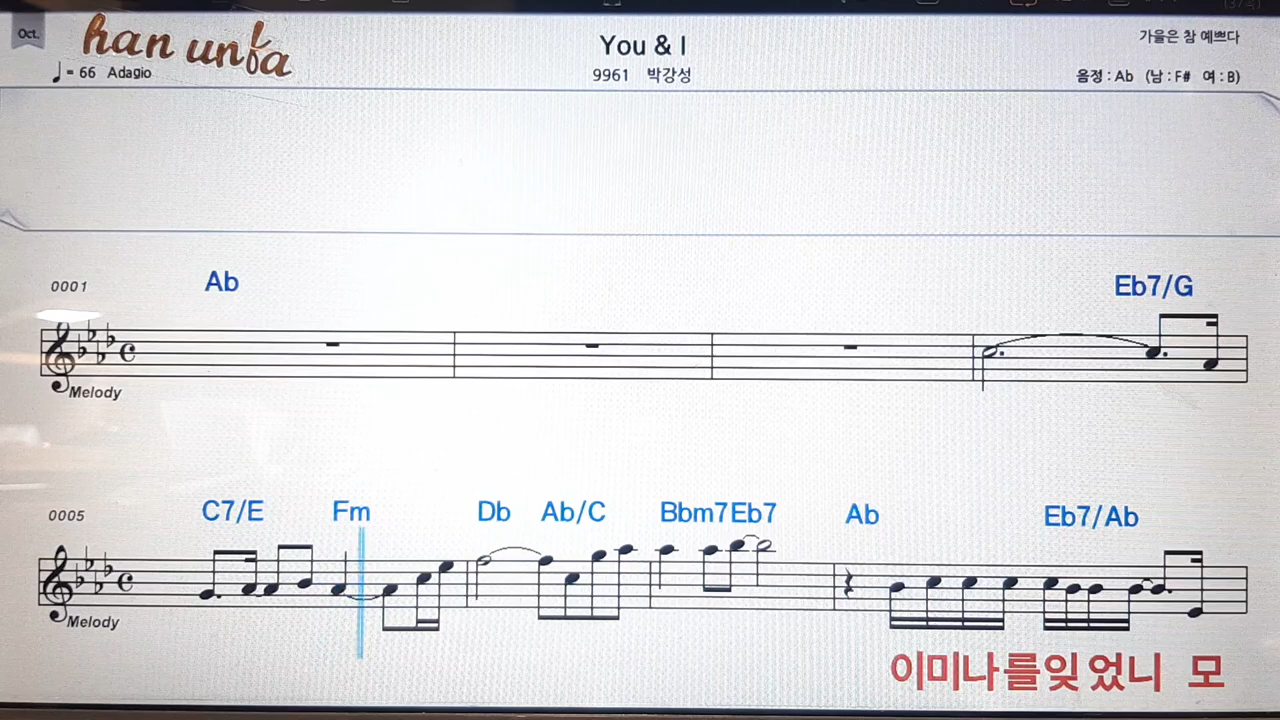 Oct.
han unfa
You & I
가을은 참 예쁘다
♩= 66 Adagio
9961 박강성
음정 : Ab (남 : F# 여 : B)
0001
Ab
Eb7/G
Melody
0005
C7/E Fm Db Ab/C Bbm7 Eb7 Ab Eb7/Ab
Melody
이미나를잊었니 모